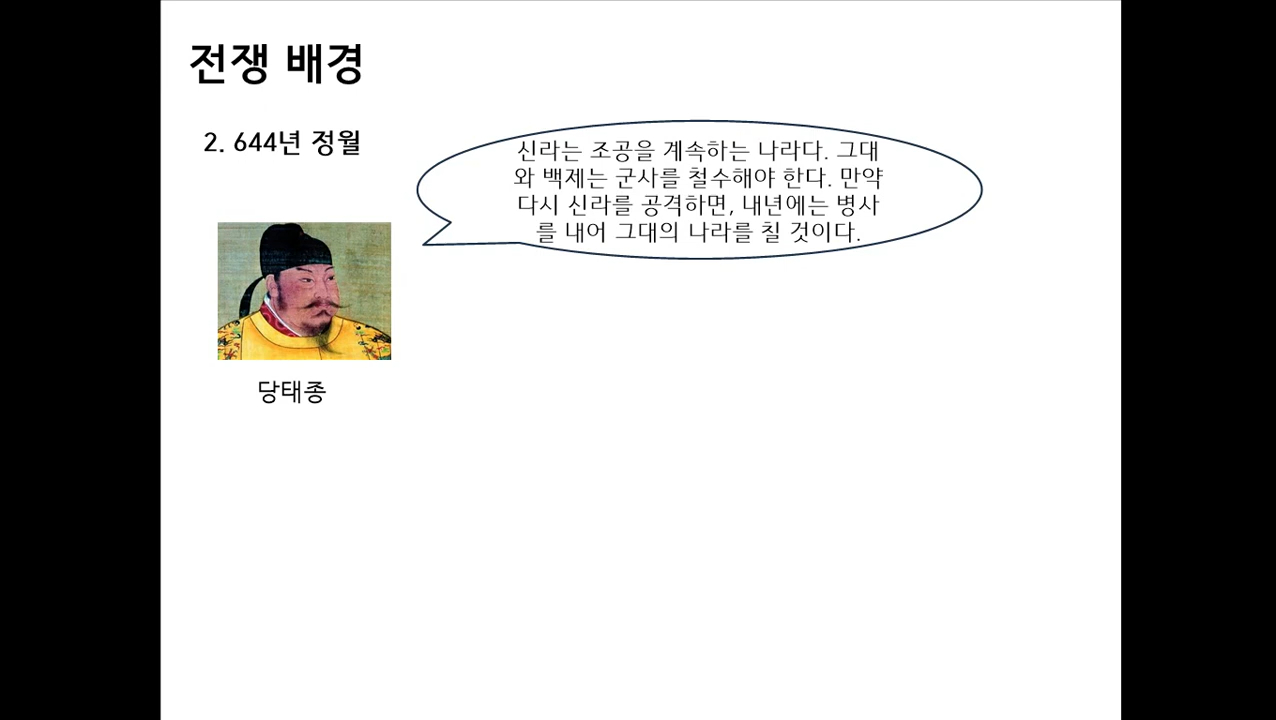 전쟁 배경
2. 644년 정월
신라는 조공을 계속하는 나라다. 그대
와 백제는 군사를 철수해야 한다. 만약
다시 신라를 공격하면, 내년에는 병사
를 내어 그대의 나라를 칠 것이다.
당태종